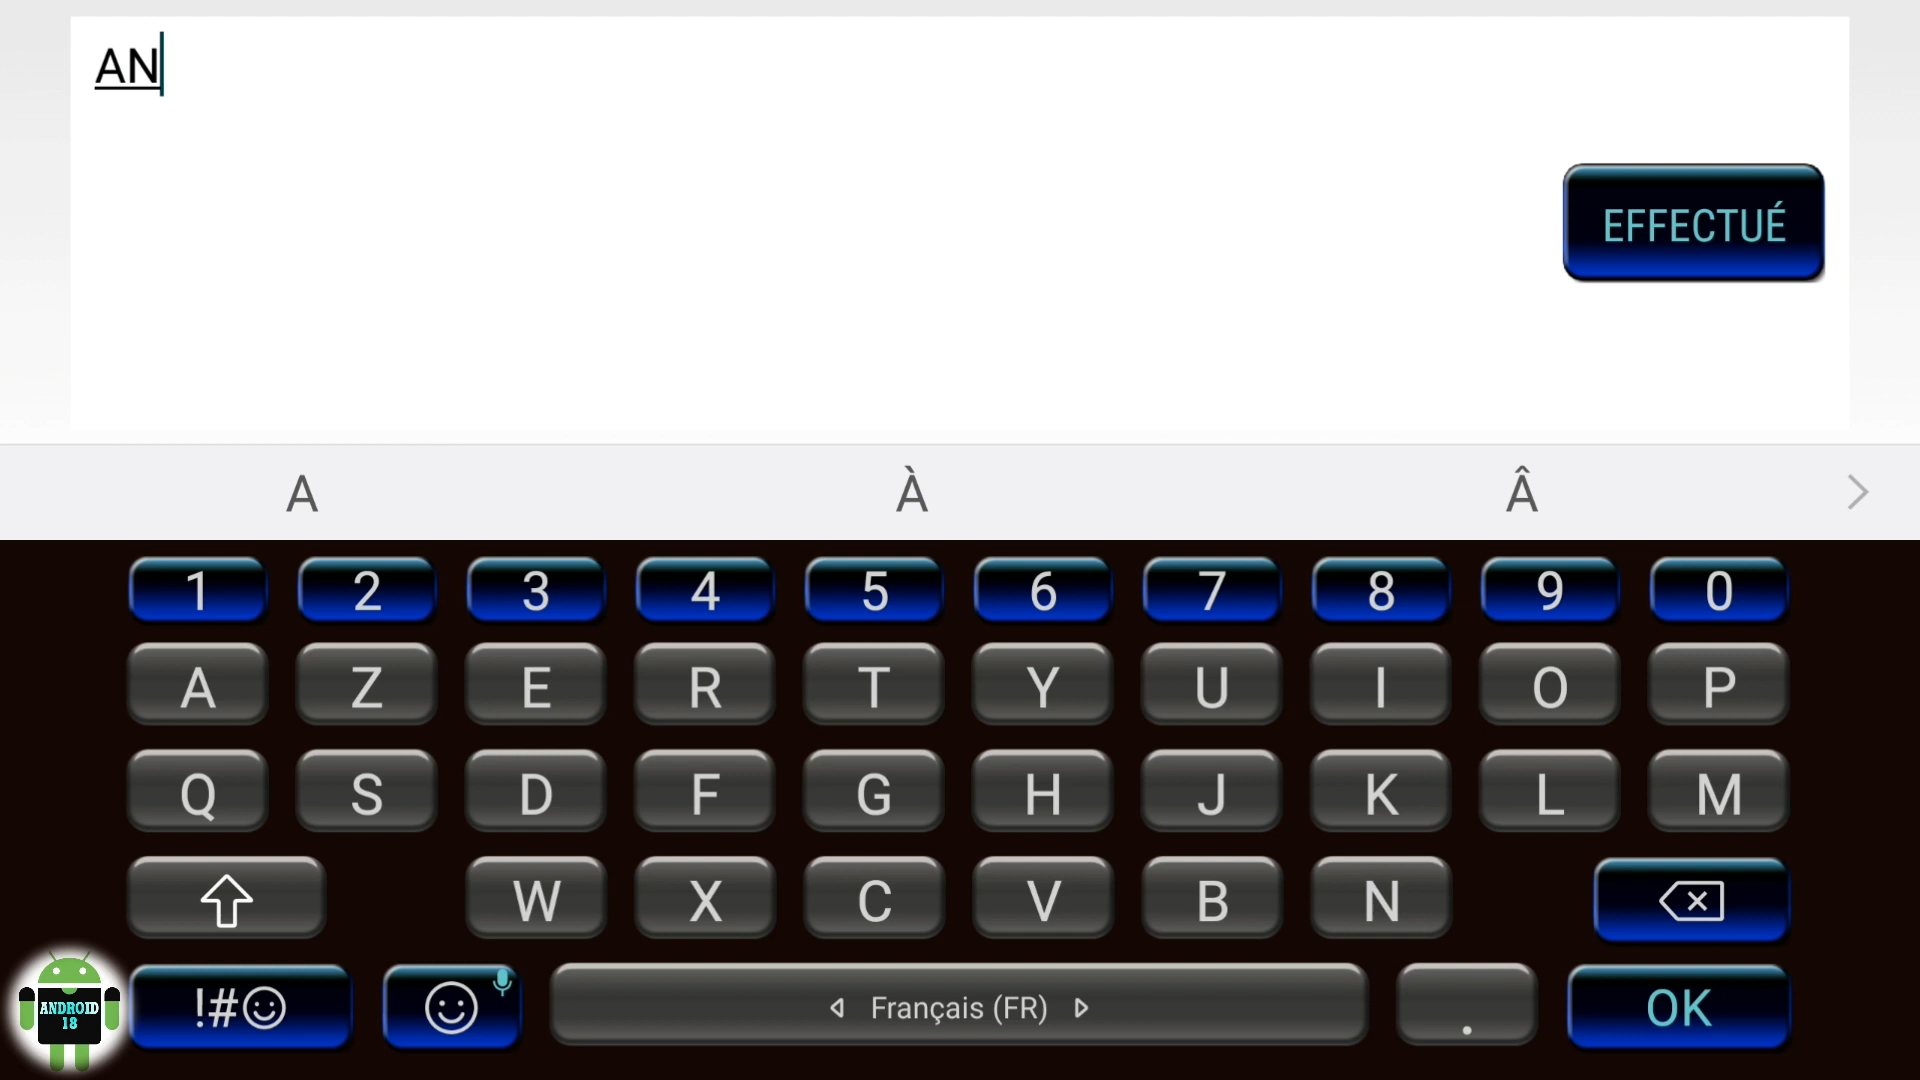 AN
EFFECTUÉ
A À Â
1 2 3 4 5 6 7 8 9 0
A Z E R T Y U I O P
Q S D F G H J K L M
W X C V B N
!#
Français (FR)
.
OK
ANDROID
18